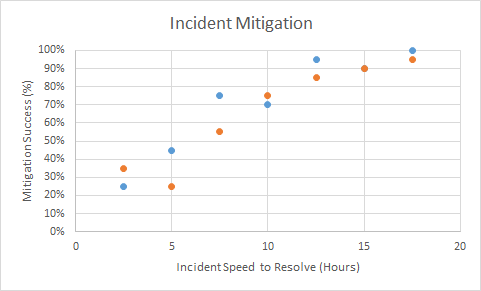 Incident Mitigation
100%
90%
80%
70%
60%
50%
40%
30%
20%
10%
0%
Mitigation Success (%)
0 5 10 15 20
Incident Speed to Resolve (Hours)